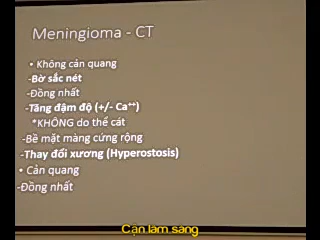 Meningioma - CT
• Không cản quang
-Bờ sắc nét
-Đồng nhất
-Tăng đậm độ (+/- Ca⁺⁺)
*KHÔNG do thể cát
-Bề mặt màng cứng rộng
-Thay đổi xương (Hyperostosis)
• Cản quang
-Đồng nhất
Cận lâm sàng